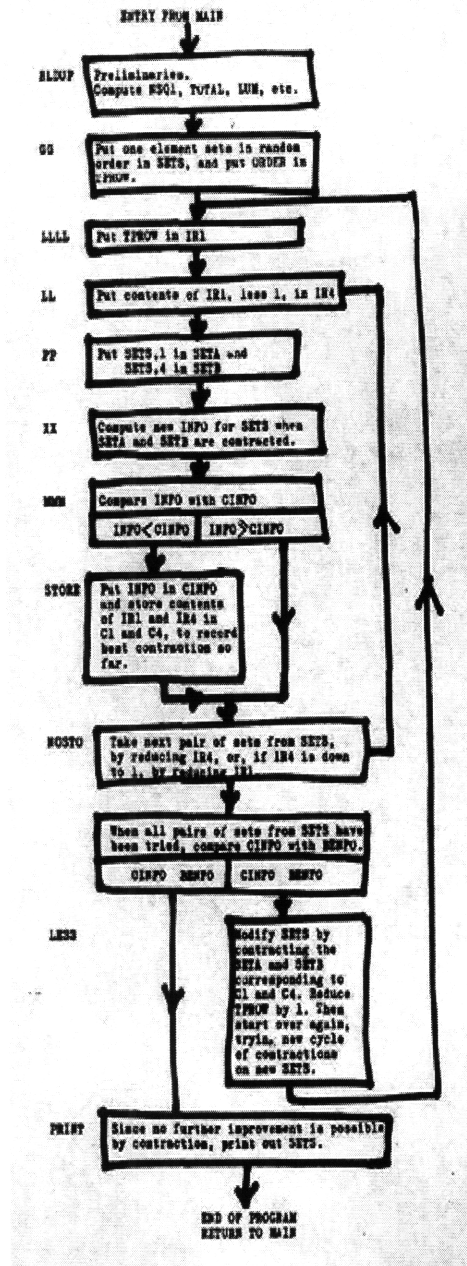 ENTRY FROM MAIN
BLDUP
Preliminaries.
Compute NSQ1, TOTAL, LUM, etc.
GG
Put one element sets in random
order in SETS, and put ORDER in
TPROW.
LLLL
Put TPROW in IR1
LL
Put contents of IR1, less 1, in IR4
PP
Put SETS,1 in SETA and
SETS,4 in SETB
XX
Compute new INFO for SETS when
SETA and SETB are contracted.
MMM
Compare INFO with CINFO
INFO<CINFO
INFO>CINFO
STORE
Put INFO in CINFO
and store contents
of IR1 and IR4 in
C1 and C4, to record
best contraction so
far.
NOSTO
Take next pair of sets from SETS,
by reducing IR4, or, if IR4 is down
to 1, by reducing IR1
When all pairs of sets from SETS have
been tried, compare CINFO with BENFO.
CINFO BENFO
CINFO BENFO
LESS
Modify SETS by
contracting the
SETA and SETB
corresponding to
C1 and C4. Reduce
TPROW by 1. Then
start over again,
tryin, new cycle
of contractions
on new SETS.
PRINT
Since no further improvement is possible
by contraction, print out SETS.
END OF PROGRAM
RETURN TO MAIN